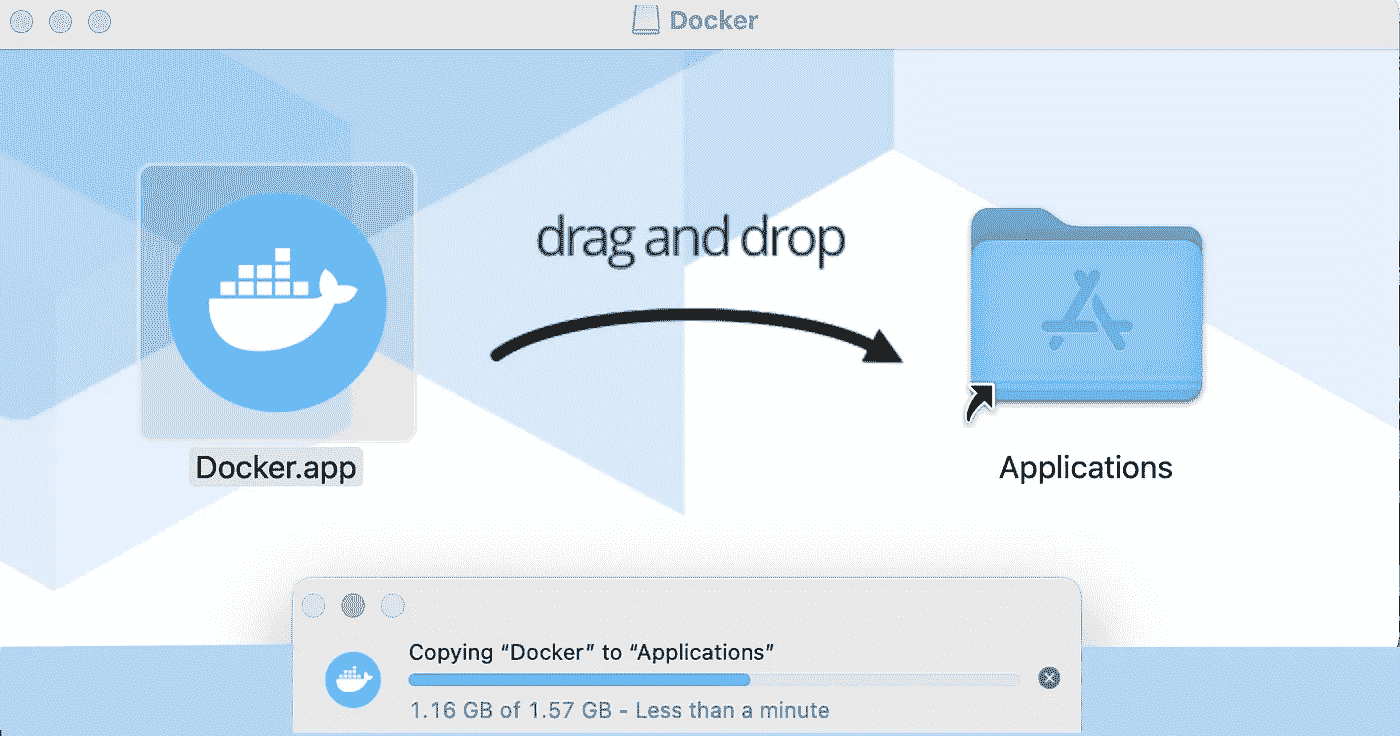 Docker
drag and drop
Docker.app
Applications
Copying “Docker” to “Applications”
1.16 GB of 1.57 GB - Less than a minute